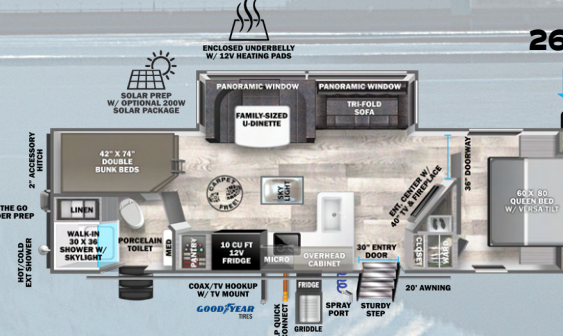 26
ENCLOSED UNDERBELLY
W/ 12V HEATING PADS
SOLAR PREP
W/ OPTIONAL 200W
SOLAR PACKAGE
PANORAMIC WINDOW
PANORAMIC WINDOW
FAMILY-SIZED
U-DINETTE
TRI-FOLD
SOFA
2" ACCESSORY
HITCH
42" X 74"
DOUBLE
BUNK BEDS
CARPET
FREE!
SKY
LIGHT
ENT. CENTER W/
40" TV & FIREPLACE
36" DOORWAY
60 X 80
QUEEN BED
W/ VERSA-TILT
THE GO
PREP
LINEN
WALK-IN
30 X 36
SHOWER W/
SKYLIGHT
PORCELAIN
TOILET
HOT/COLD
EXT SHOWER
MED
PANTRY
10 CU FT
12V
FRIDGE
MICRO
OVERHEAD
CABINET
30" ENTRY
DOOR
CLOSET
WARD
COAX/TV HOOKUP
W/ TV MOUNT
GOODYEAR
TIRES
LP QUICK
CONNECT
FRIDGE
GRIDDLE
SPRAY
PORT
STURDY
STEP
20' AWNING